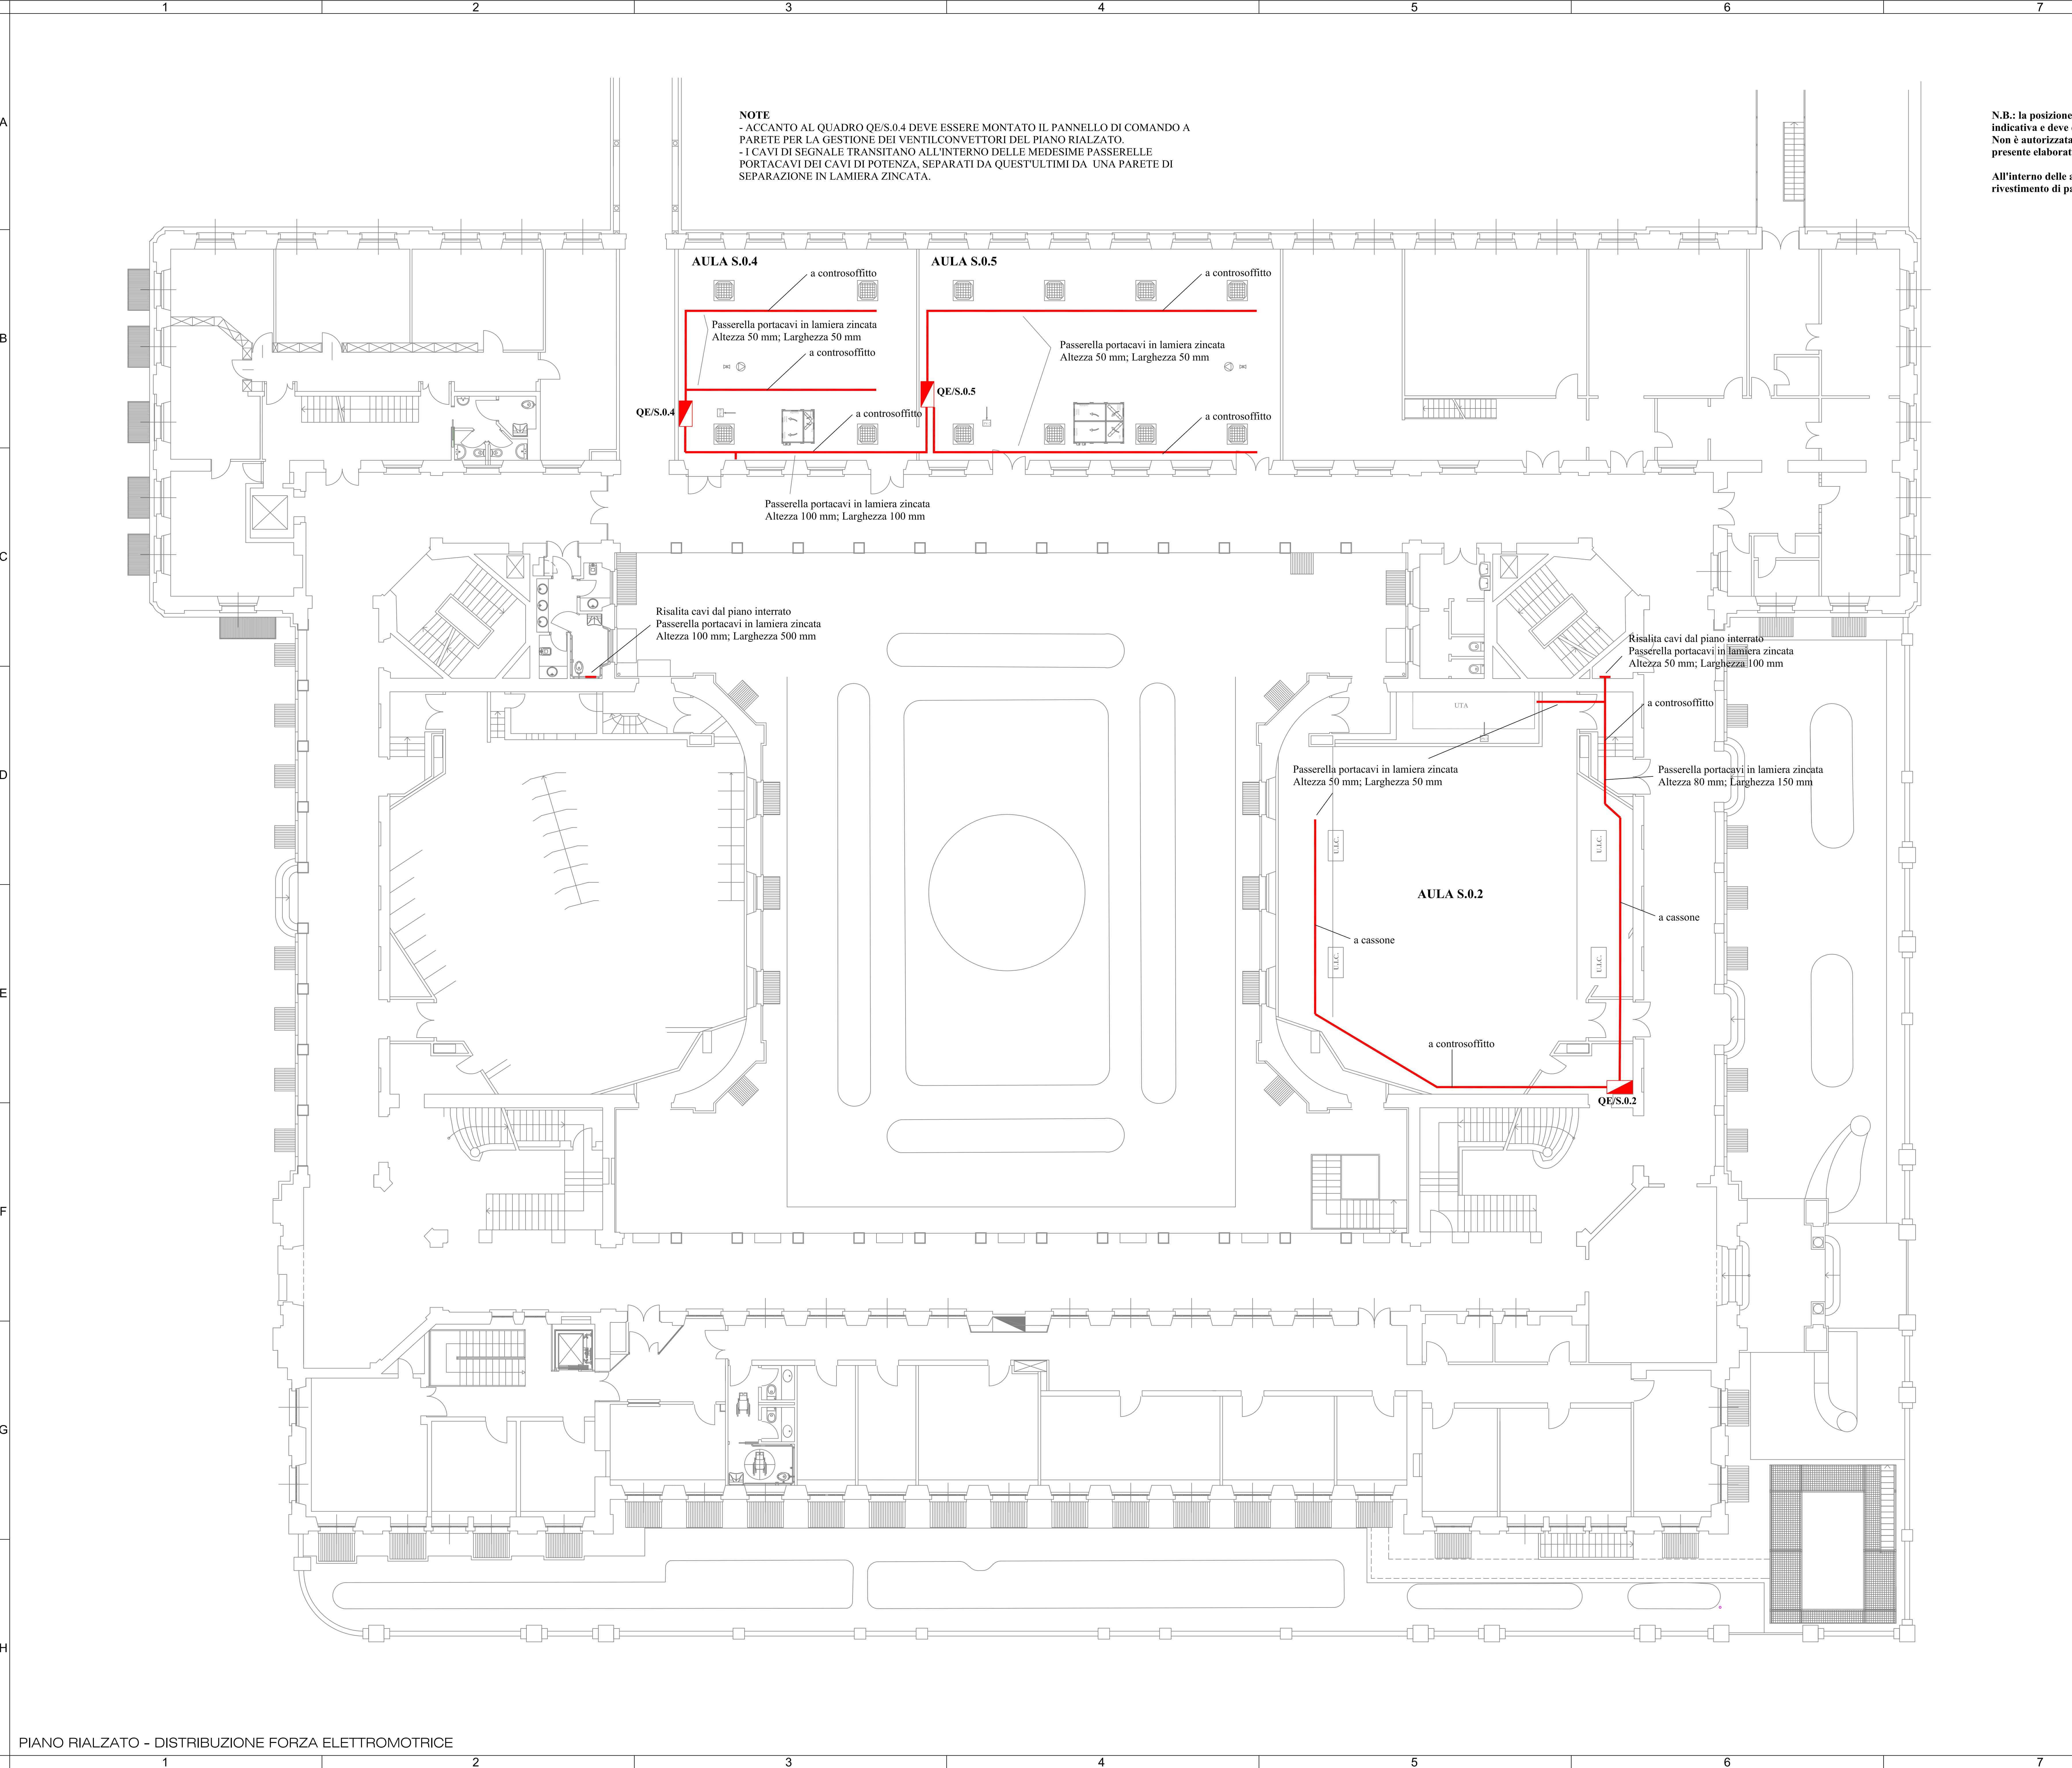 1 2 3 4 5 6 7
A
B
C
D
E
F
G
H
NOTE
- ACCANTO AL QUADRO QE/S.0.4 DEVE ESSERE MONTATO IL PANNELLO DI COMANDO A
PARETE PER LA GESTIONE DEI VENTILCONVETTORI DEL PIANO RIALZATO.
- I CAVI DI SEGNALE TRANSITANO ALL'INTERNO DELLE MEDESIME PASSERELLE
PORTACAVI DEI CAVI DI POTENZA, SEPARATI DA QUEST'ULTIMI DA UNA PARETE DI
SEPARAZIONE IN LAMIERA ZINCATA.
N.B.: la posizione
indicativa e deve
Non è autorizzata
presente elaborat
All'interno delle a
rivestimento di pa
AULA S.0.4
a controsoffitto
Passerella portacavi in lamiera zincata
Altezza 50 mm; Larghezza 50 mm
a controsoffitto
QE/S.0.4
a controsoffitto
Passerella portacavi in lamiera zincata
Altezza 100 mm; Larghezza 100 mm
AULA S.0.5
a controsoffitto
Passerella portacavi in lamiera zincata
Altezza 50 mm; Larghezza 50 mm
QE/S.0.5
a controsoffitto
Risalita cavi dal piano interrato
Passerella portacavi in lamiera zincata
Altezza 100 mm; Larghezza 500 mm
Risalita cavi dal piano interrato
Passerella portacavi in lamiera zincata
Altezza 50 mm; Larghezza 100 mm
UTA
a controsoffitto
Passerella portacavi in lamiera zincata
Altezza 50 mm; Larghezza 50 mm
Passerella portacavi in lamiera zincata
Altezza 80 mm; Larghezza 150 mm
U.I.C.
U.I.C.
AULA S.0.2
a cassone
a cassone
U.I.C.
U.I.C.
a controsoffitto
QE/S.0.2
PIANO RIALZATO - DISTRIBUZIONE FORZA ELETTROMOTRICE
1 2 3 4 5 6 7